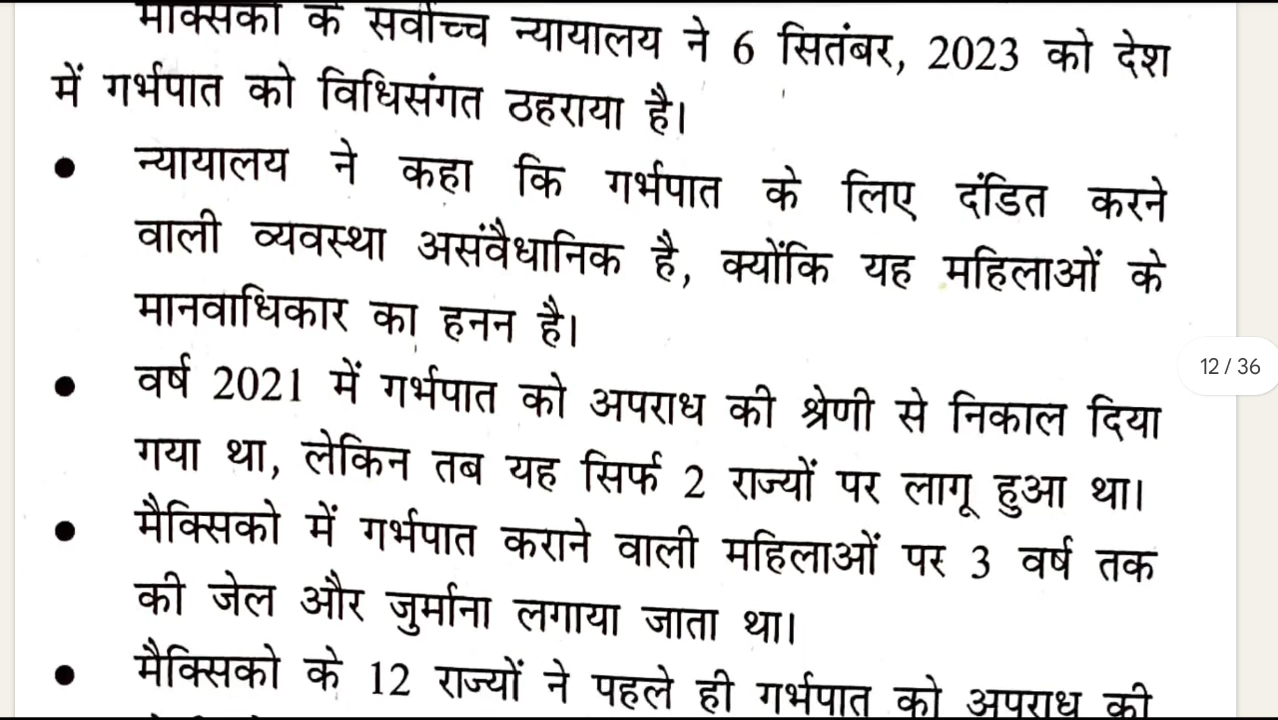 मैक्सिको के सर्वोच्च न्यायालय ने 6 सितंबर, 2023 को देश
में गर्भपात को विधिसंगत ठहराया है।
● न्यायालय ने कहा कि गर्भपात के लिए दंडित करने
वाली व्यवस्था असंवैधानिक है, क्योंकि यह महिलाओं के
मानवाधिकार का हनन है।
● वर्ष 2021 में गर्भपात को अपराध की श्रेणी से निकाल दिया
गया था, लेकिन तब यह सिर्फ 2 राज्यों पर लागू हुआ था।
12 / 36
● मैक्सिको में गर्भपात कराने वाली महिलाओं पर 3 वर्ष तक
की जेल और जुर्माना लगाया जाता था।
● मैक्सिको के 12 राज्यों ने पहले ही गर्भपात को अपराध की